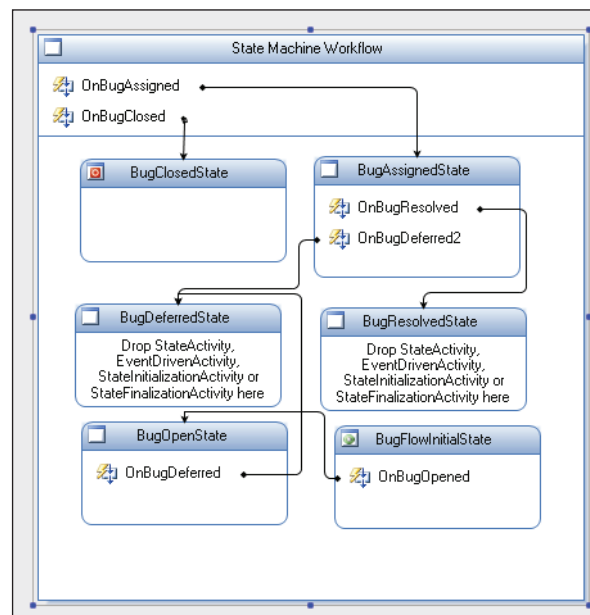 State Machine Workflow
OnBugAssigned
OnBugClosed
BugClosedState
BugAssignedState
OnBugResolved
OnBugDeferred2
BugDeferredState
Drop StateActivity,
EventDrivenActivity,
StateInitializationActivity or
StateFinalizationActivity here
BugResolvedState
Drop StateActivity,
EventDrivenActivity,
StateInitializationActivity or
StateFinalizationActivity here
BugOpenState
OnBugDeferred
BugFlowInitialState
OnBugOpened